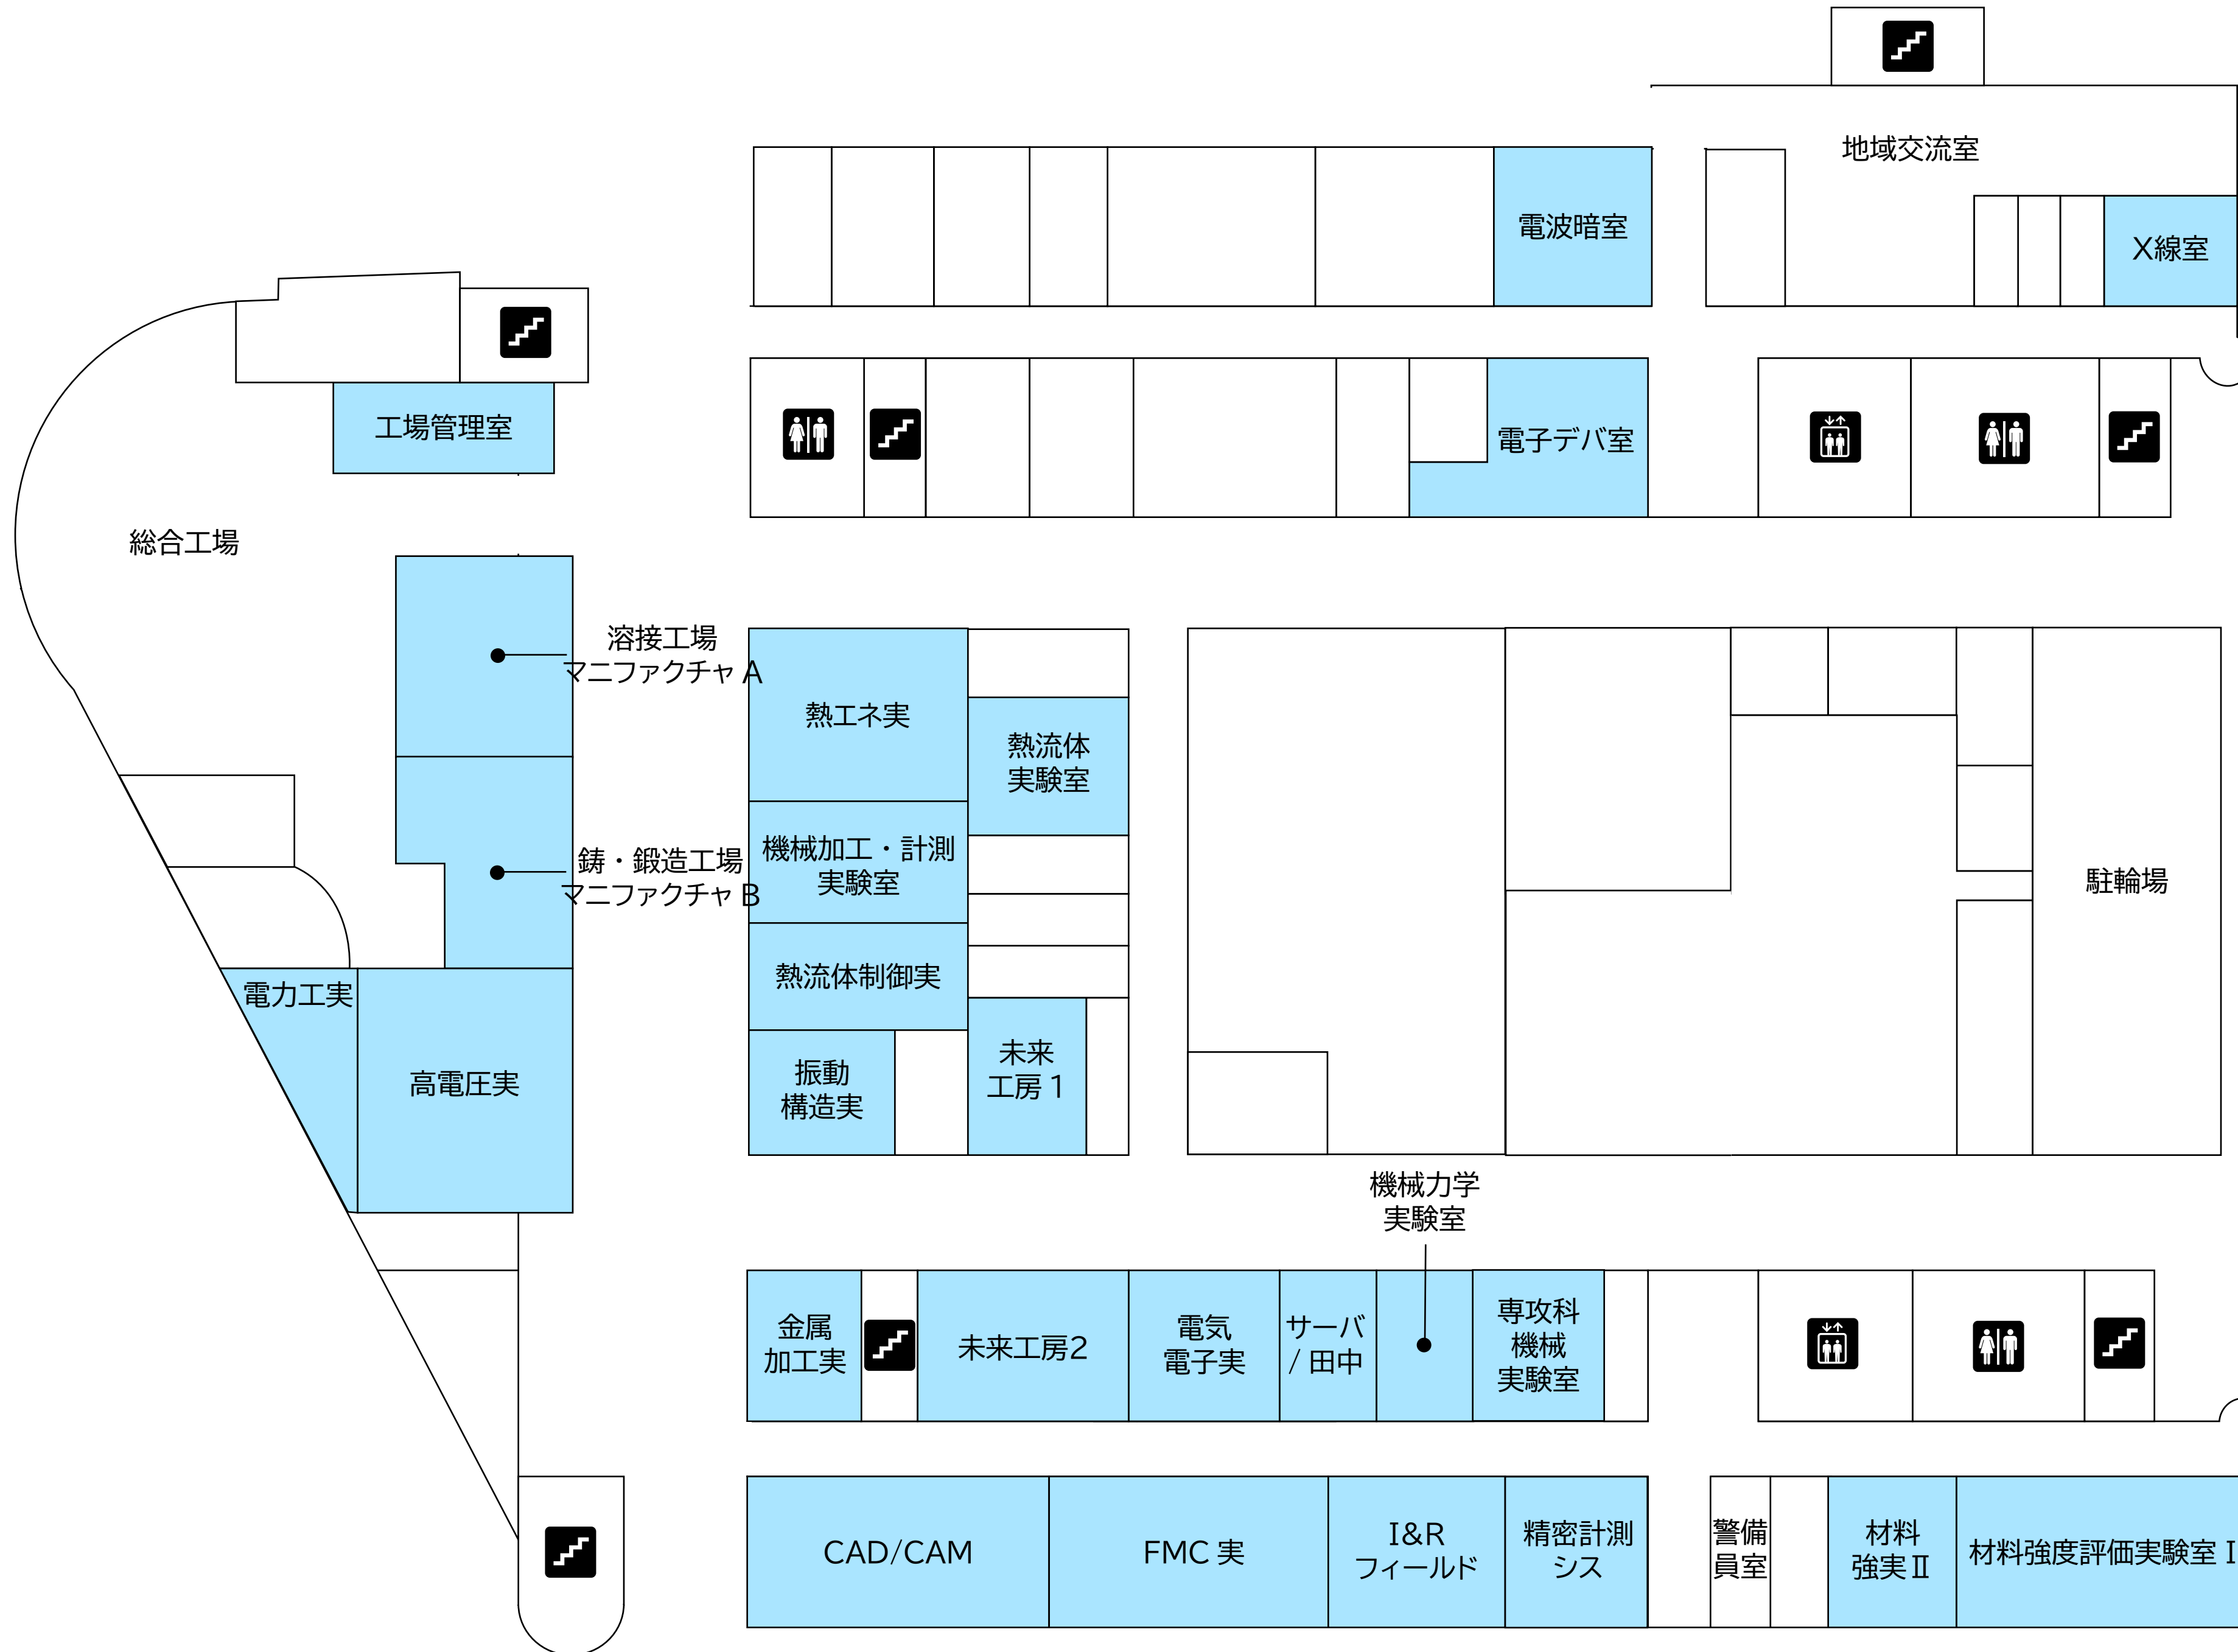 地域交流室
電波暗室
X線室
工場管理室
電子デバ室
総合工場
溶接工場
マニファクチャA
熱エネ実
熱流体
実験室
機械加工・計測
実験室
鋳・鍛造工場
マニファクチャB
駐輪場
熱流体制御実
電力工実
高電圧実
振動
構造実
未来
工房1
機械力学
実験室
金属
加工実
未来工房2
電気
電子実
サーバ
/田中
専攻科
機械
実験室
CAD/CAM
FMC実
I&R
フィールド
精密計測
シス
警備
員室
材料
強実Ⅱ
材料強度評価実験室I